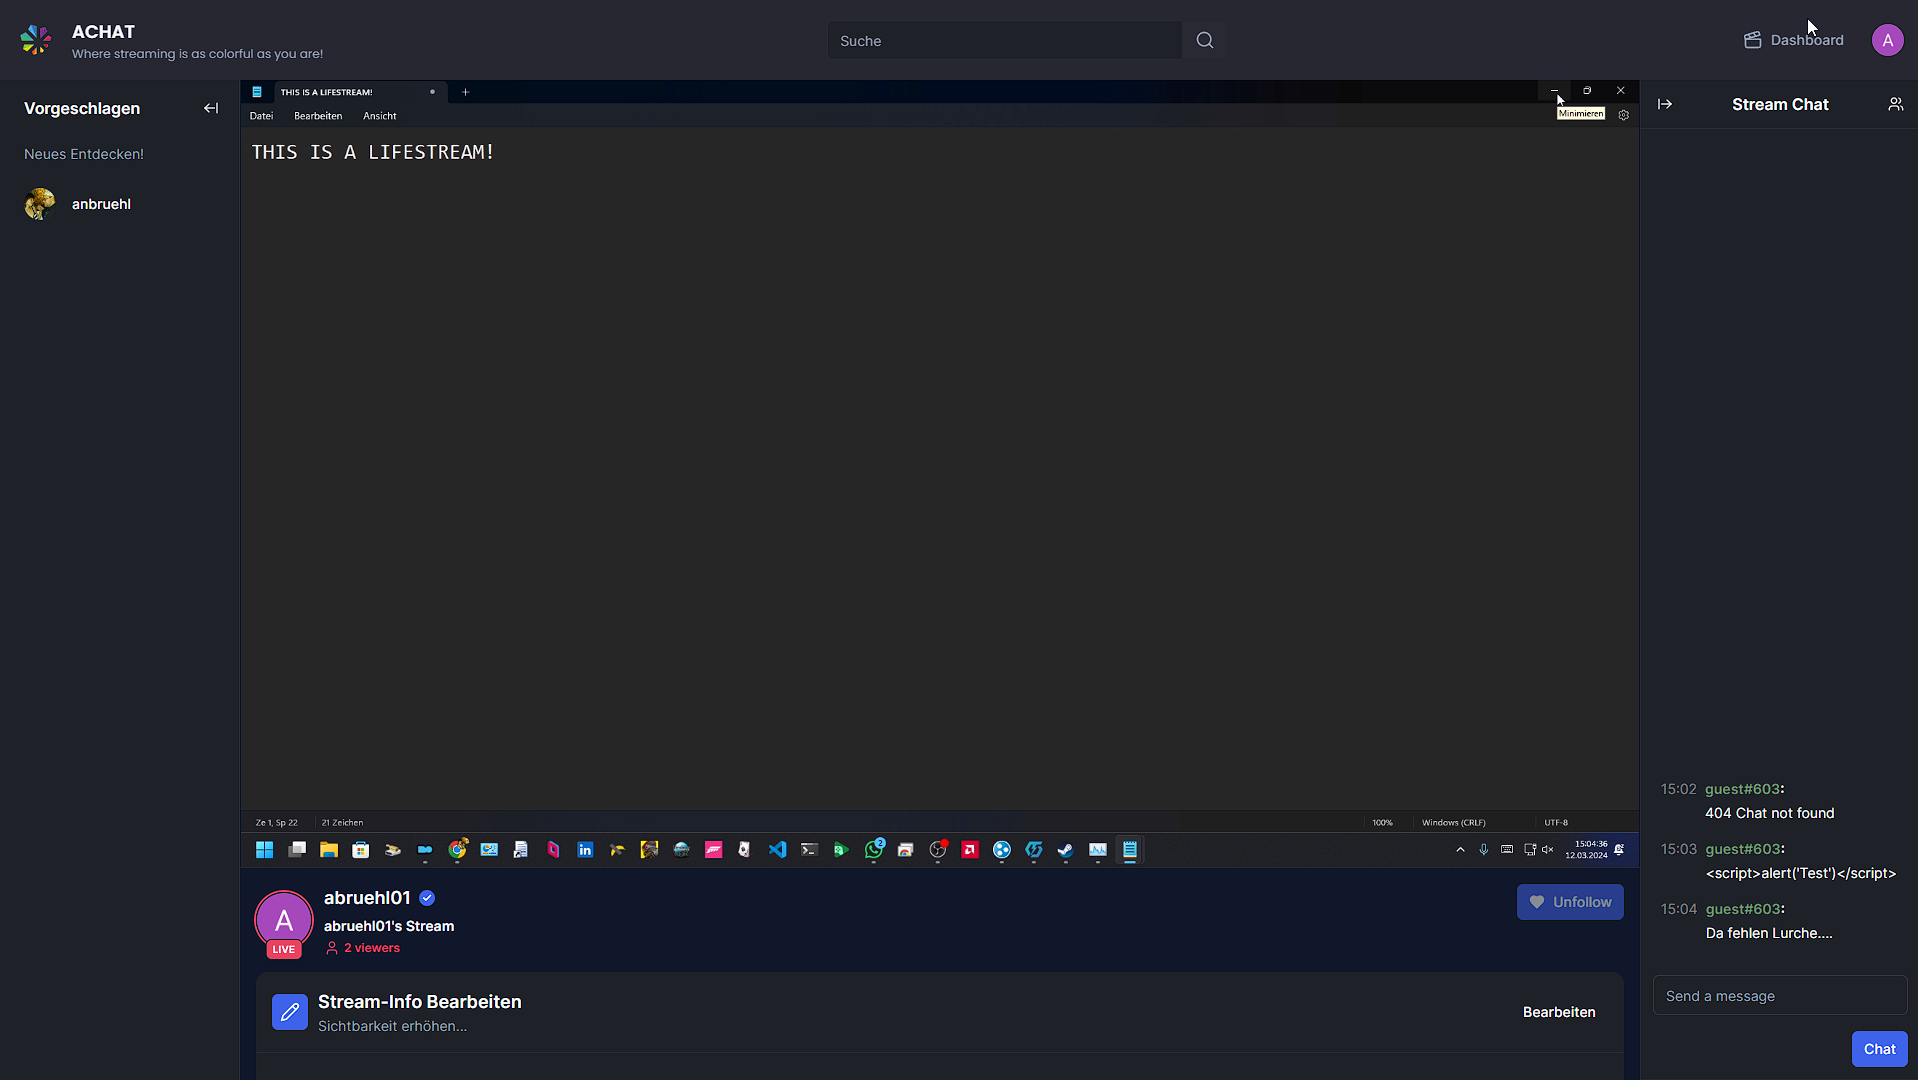 ACHAT
Where streaming is as colorful as you are!
Suche
Dashboard
A
Vorgeschlagen
Neues Entdecken!
anbruehl
THIS IS A LIFESTREAM!
Datei Bearbeiten Ansicht
Minimieren
THIS IS A LIFESTREAM!
Ze 1, Sp 22 21 Zeichen 100% Windows (CRLF) UTF-8
2
15:04:36
12.03.2024
A
LIVE
abruehl01
abruehl01's Stream
2 viewers
Unfollow
Stream-Info Bearbeiten
Sichtbarkeit erhöhen...
Bearbeiten
Stream Chat
15:02 guest#603:
404 Chat not found
15:03 guest#603:
<script>alert('Test')</script>
15:04 guest#603:
Da fehlen Lurche....
Send a message
Chat